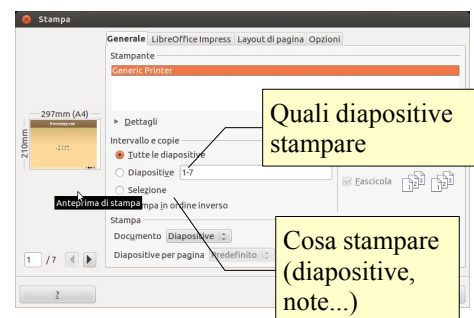 Stampa
Generale LibreOffice Impress Layout di pagina Opzioni
Stampante
Generic Printer
297mm (A4)
210mm
Dettagli
Quali diapositive
stampare
Intervallo e copie
Tutte le diapositive
Diapositive 1-7
Selezione
Fascicola
Anteprima di stampa
mpa in ordine inverso
Stampa
Documento Diapositive
Cosa stampare
(diapositive,
note...)
1 /7
Diapositive per pagina Predefinito
?